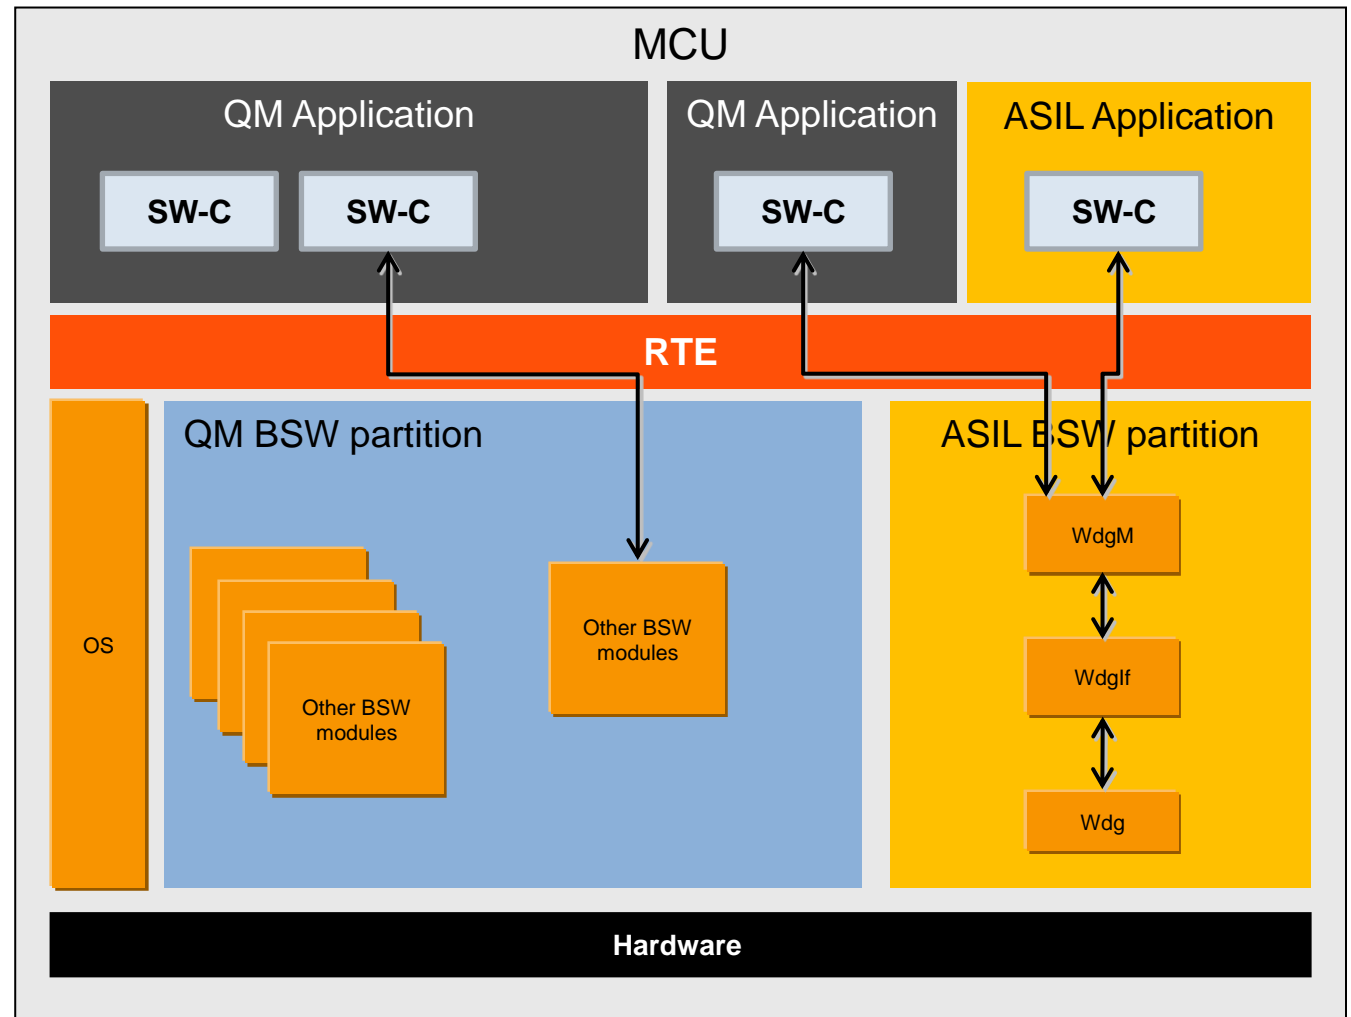 MCU
QM Application
QM Application
ASIL Application
SW-C
SW-C
SW-C
SW-C
RTE
QM BSW partition
ASIL BSW partition
WdgM
OS
Other BSW
modules
WdgIf
Other BSW
modules
Wdg
Hardware